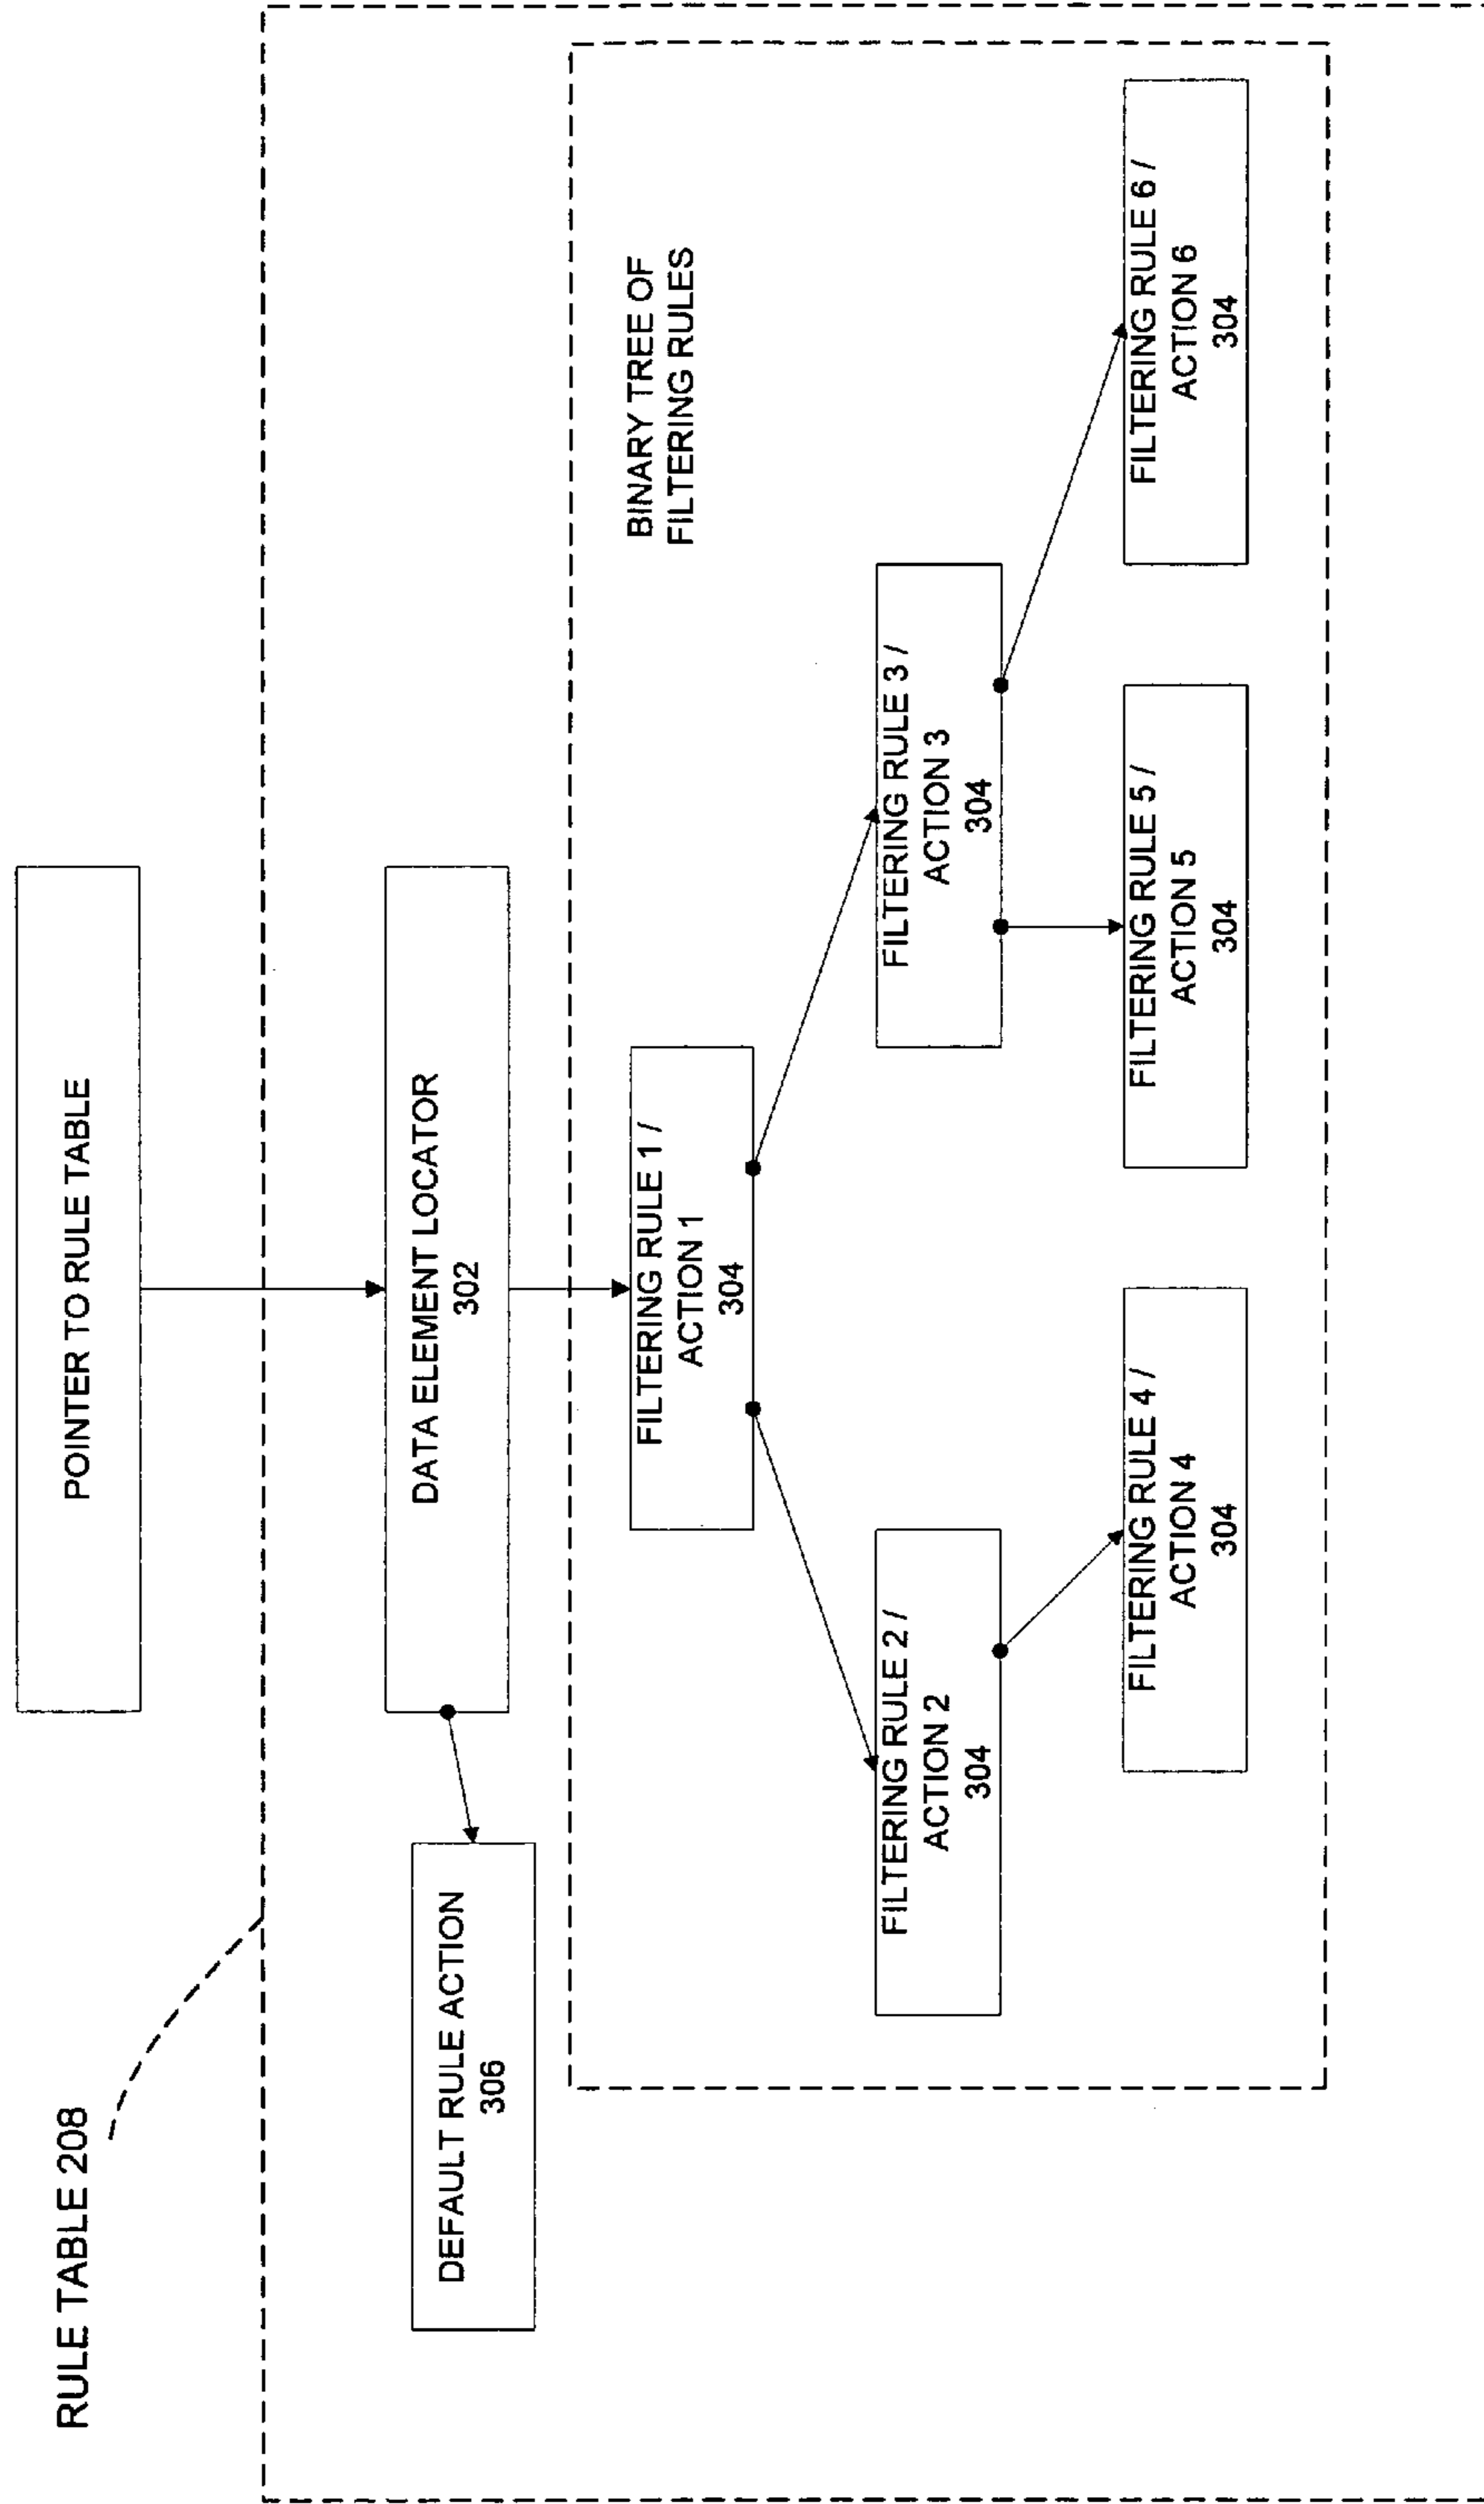 RULE TABLE 208
POINTER TO RULE TABLE
DEFAULT RULE ACTION
306
DATA ELEMENT LOCATOR
302
BINARY TREE OF
FILTERING RULES
FILTERING RULE 1 /
ACTION 1
304
FILTERING RULE 2 /
ACTION 2
304
FILTERING RULE 3 /
ACTION 3
304
FILTERING RULE 4 /
ACTION 4
304
FILTERING RULE 5 /
ACTION 5
304
FILTERING RULE 6 /
ACTION 6
304